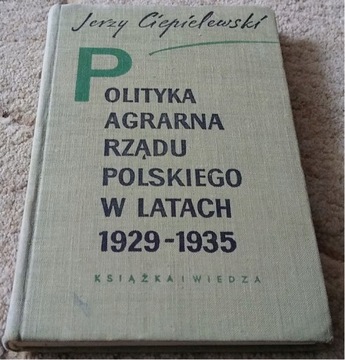 Jerzy Ciepielewski
POLITYKA
AGRARNA
RZĄDU
POLSKIEGO
W LATACH
1929-1935
KSIĄŻKA I WIEDZA